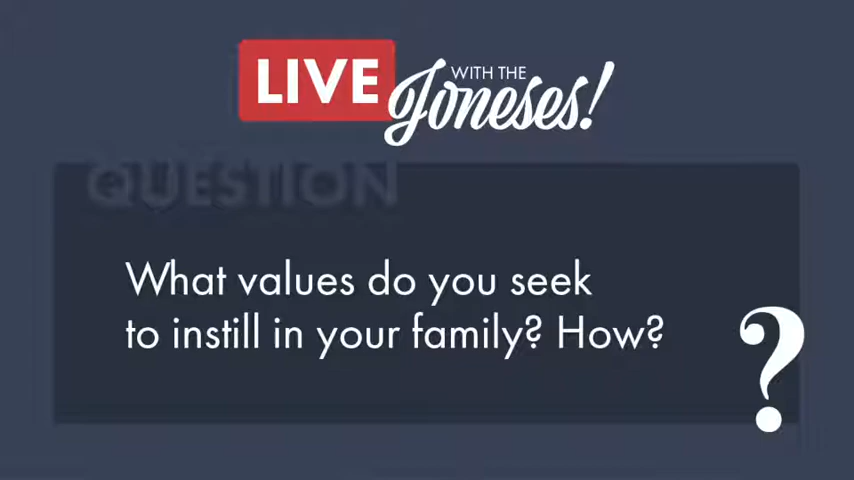 LIVE WITH THE Joneses!
QUESTION
What values do you seek
to instill in your family? How?
?